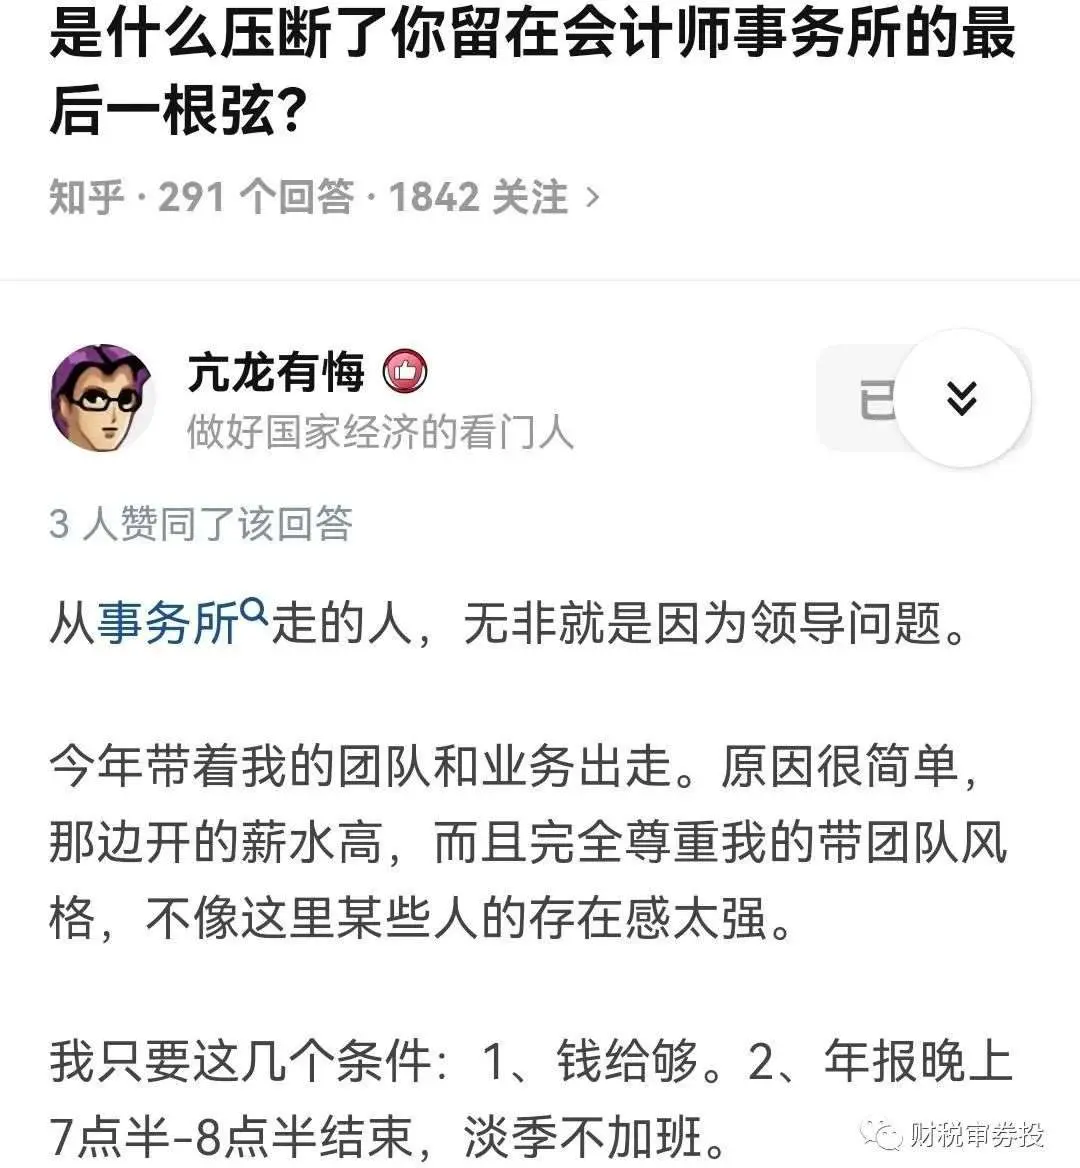 是什么压断了你留在会计师事务所的最
后一根弦？
知乎 · 291 个回答 · 1842 关注 >
亢龙有悔
已
做好国家经济的看门人
3 人赞同了该回答
从事务所走的人，无非就是因为领导问题。
今年带着我的团队和业务出走。原因很简单，
那边开的薪水高，而且完全尊重我的带团队风
格，不像这里某些人的存在感太强。
我只要这几个条件：1、钱给够。2、年报晚上
7点半-8点半结束，淡季不加班。
财税审券投